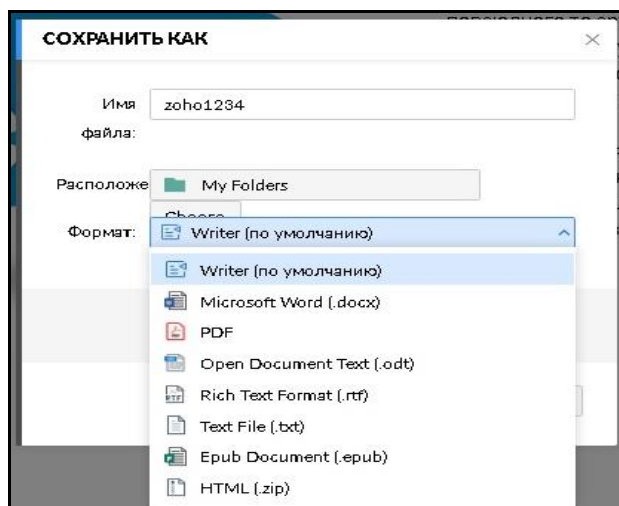 СОХРАНИТЬ КАК
Имя файла:
zoho1234
Расположе
My Folders
Choose
Формат:
Writer (по умолчанию)
Writer (по умолчанию)
Microsoft Word (.docx)
PDF
Open Document Text (.odt)
Rich Text Format (.rtf)
Text File (.txt)
Epub Document (.epub)
HTML (.zip)